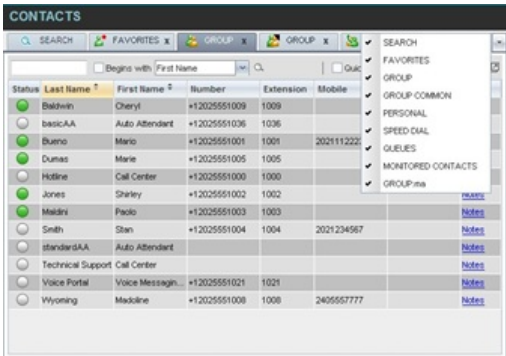 CONTACTS
SEARCH FAVORITES x GROUP x GROUP x
Begins with First Name Quic
Status Last Name First Name Number Extension Mobile
Baldwin Cheryl +12025551009 1009
basicAA Auto Attendant +12025551036 1036
Bueno Mario +12025551001 1001 202111222
Dumas Marie +12025551005 1005
Hotline Call Center +12025551000 1000
Jones Shirley +12025551002 1002 Notes
Maldini Paolo +12025551003 1003 Notes
Smith Stan +12025551004 1004 2021234567 Notes
standardAA Auto Attendant Notes
Technical Support Call Center Notes
Voice Portal Voice Messagin... +12025551021 1021 Notes
Wyoming Madoline +12025551008 1008 2405557777 Notes
SEARCH
FAVORITES
GROUP
GROUP COMMON
PERSONAL
SPEED DIAL
QUEUES
MONITORED CONTACTS
GROUP:ma